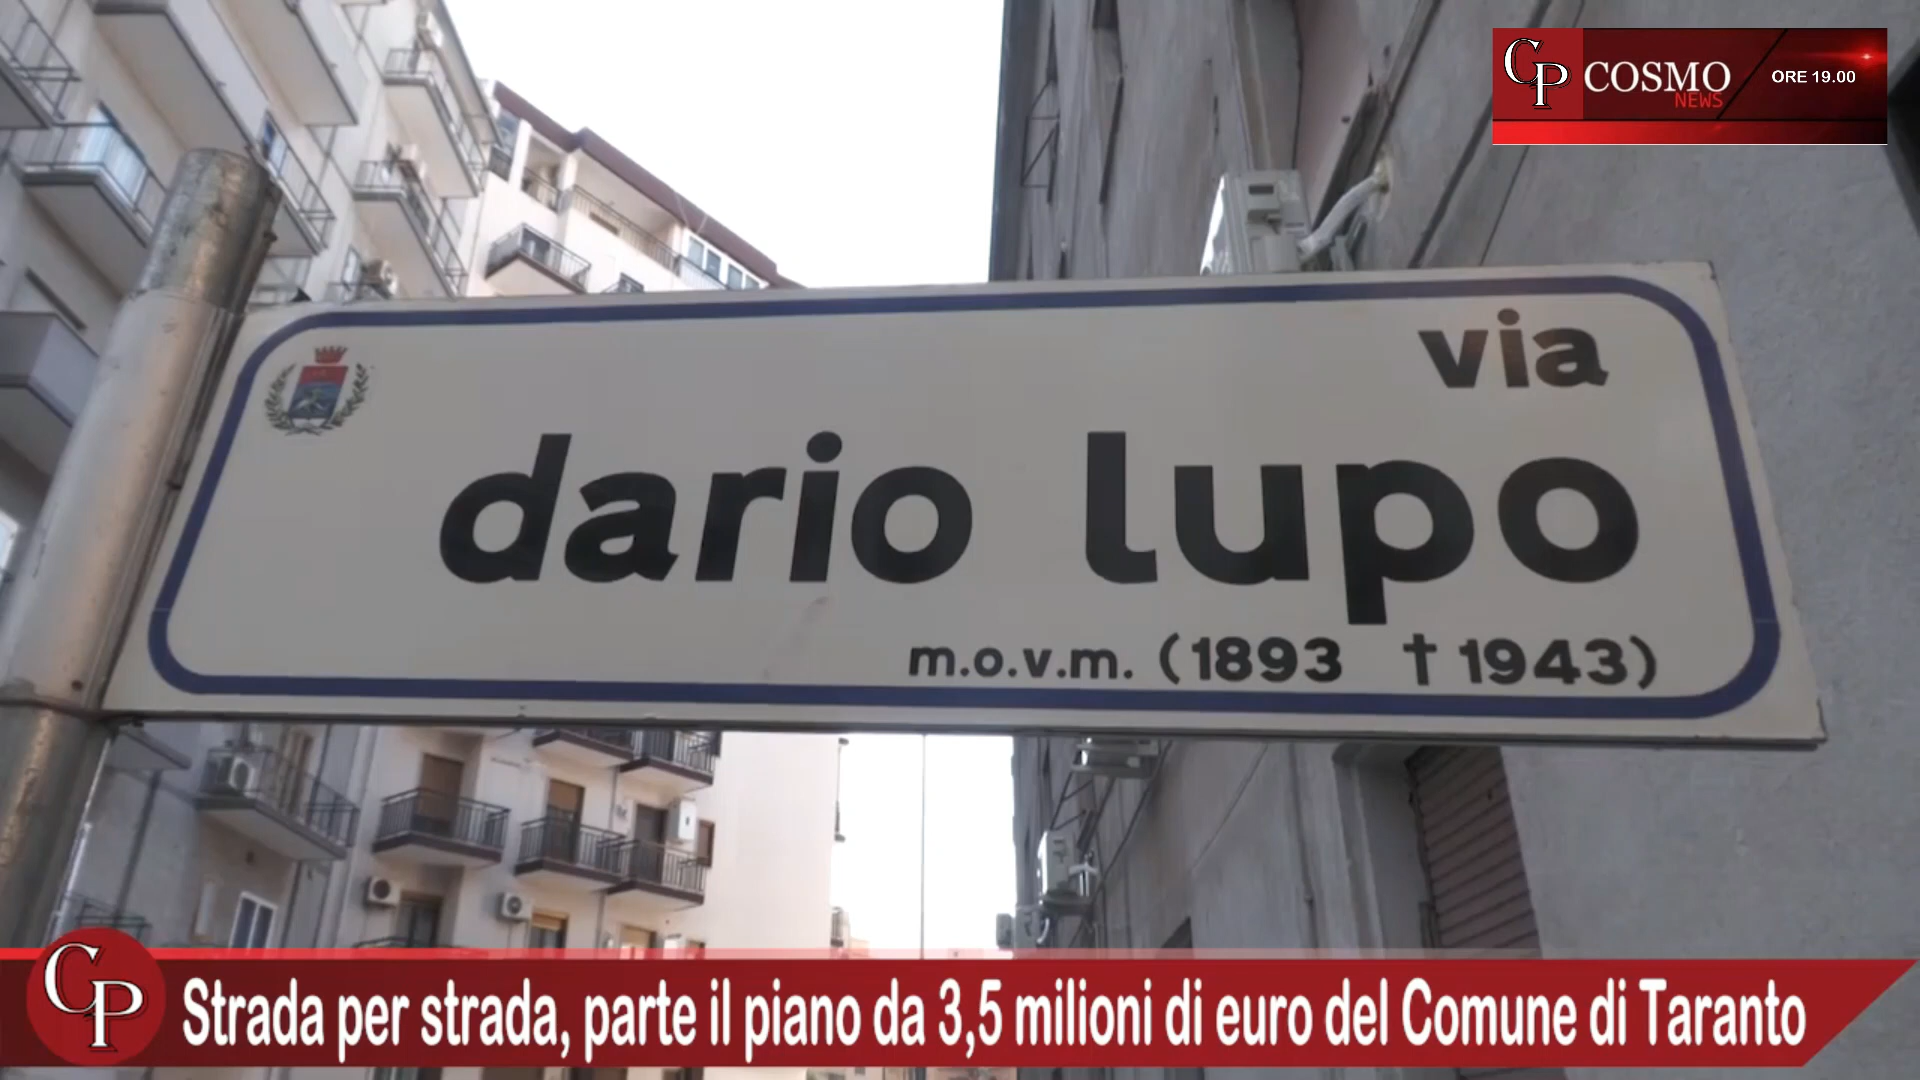 CP COSMO
NEWS
ORE 19.00
via
dario lupo
m.o.v.m. (1893 †1943)
CP
Strada per strada, parte il piano da 3,5 milioni di euro del Comune di Taranto